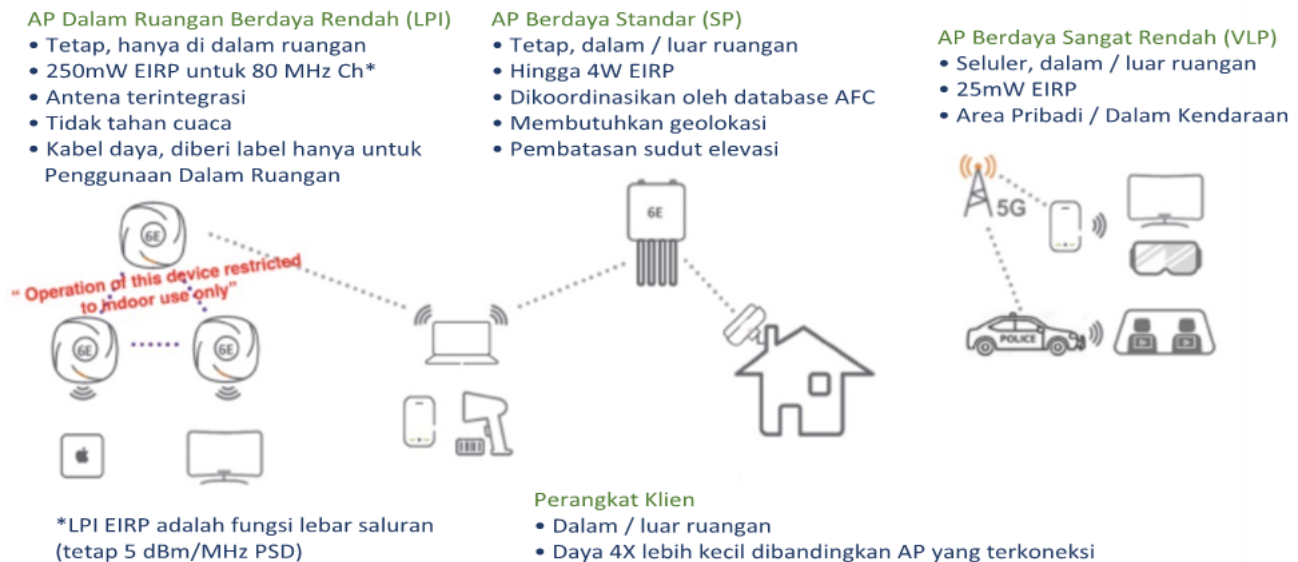 AP Dalam Ruangan Berdaya Rendah (LPI)
• Tetap, hanya di dalam ruangan
• 250mW EIRP untuk 80 MHz Ch*
• Antena terintegrasi
• Tidak tahan cuaca
• Kabel daya, diberi label hanya untuk
Penggunaan Dalam Ruangan
AP Berdaya Standar (SP)
• Tetap, dalam / luar ruangan
• Hingga 4W EIRP
• Dikoordinasikan oleh database AFC
• Membutuhkan geolokasi
• Pembatasan sudut elevasi
AP Berdaya Sangat Rendah (VLP)
• Seluler, dalam / luar ruangan
• 25mW EIRP
• Area Pribadi / Dalam Kendaraan
6E
“ Operation of this device restricted
to indoor use only”
6E
6E
6E
5G
POLICE
*LPI EIRP adalah fungsi lebar saluran
(tetap 5 dBm/MHz PSD)
Perangkat Klien
• Dalam / luar ruangan
• Daya 4X lebih kecil dibandingkan AP yang terkoneksi